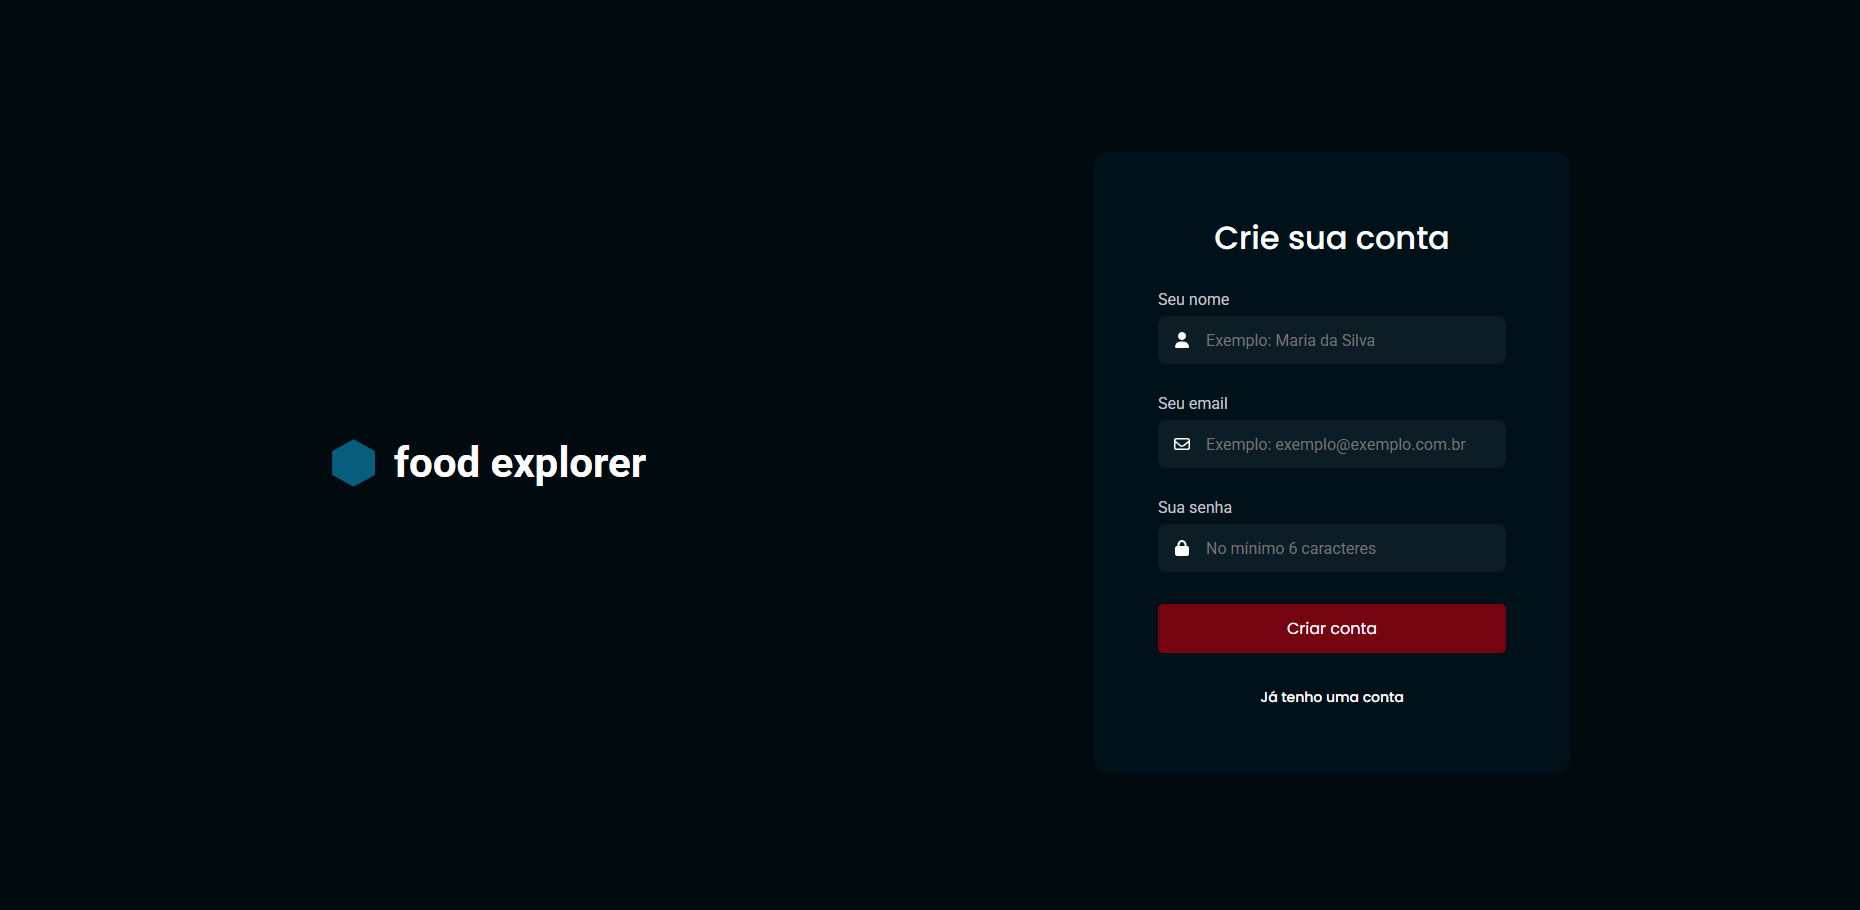 food explorer
Crie sua conta
Seu nome
Exemplo: Maria da Silva
Seu email
Exemplo: exemplo@exemplo.com.br
Sua senha
No mínimo 6 caracteres
Criar conta
Já tenho uma conta